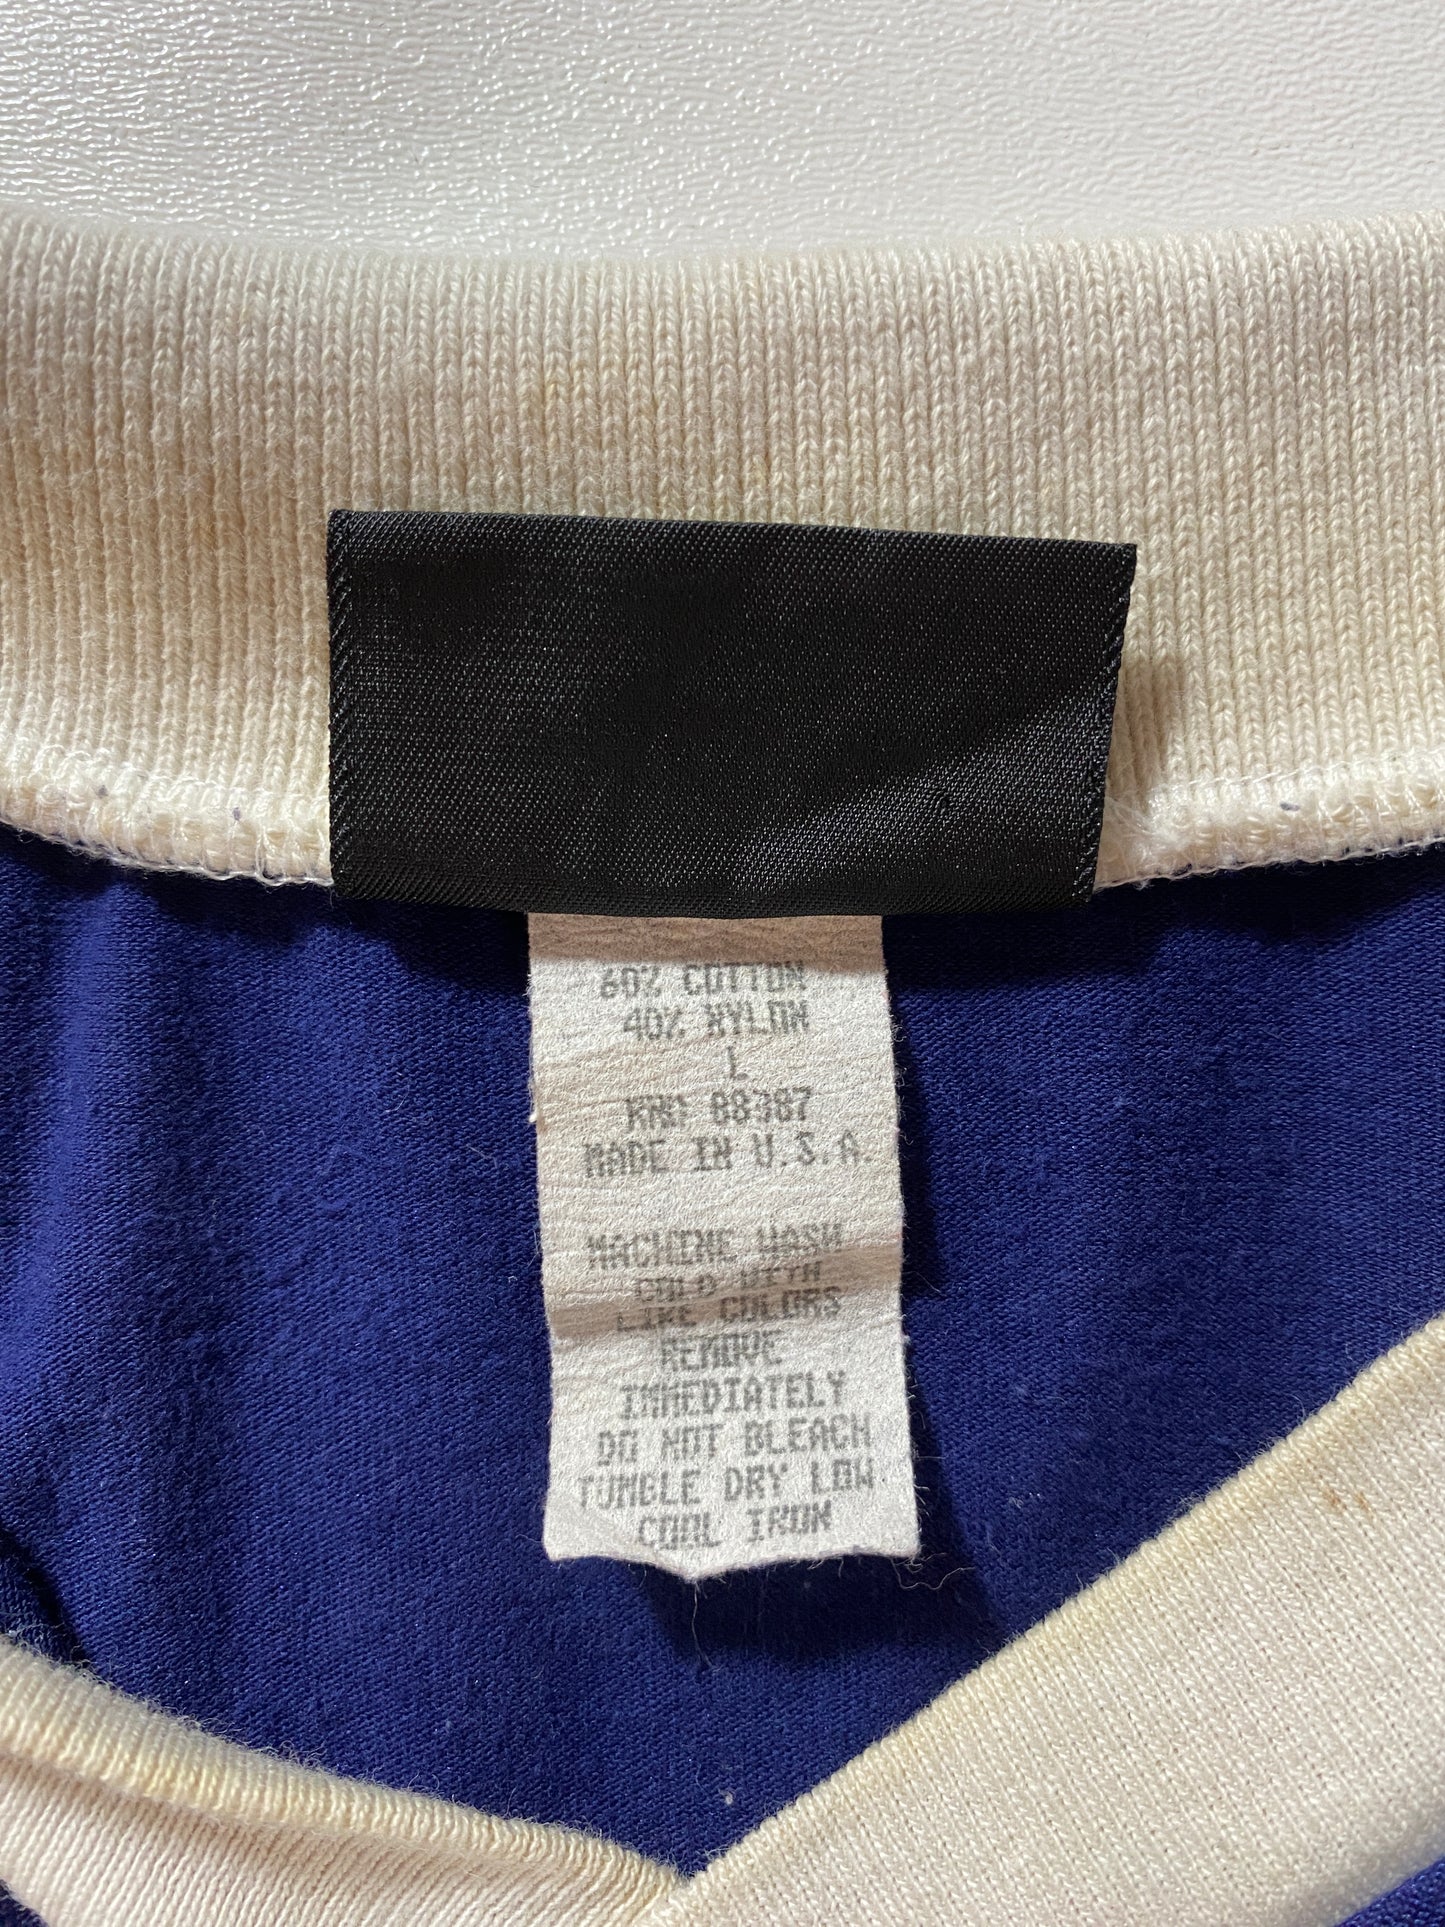 60% COTTON
40% NYLON
L
RN# 88387
MADE IN U.S.A.
MACHINE WASH
COLD WITH
LIKE COLORS
REMOVE
IMMEDIATELY
DO NOT BLEACH
TUMBLE DRY LOW
COOL IRON